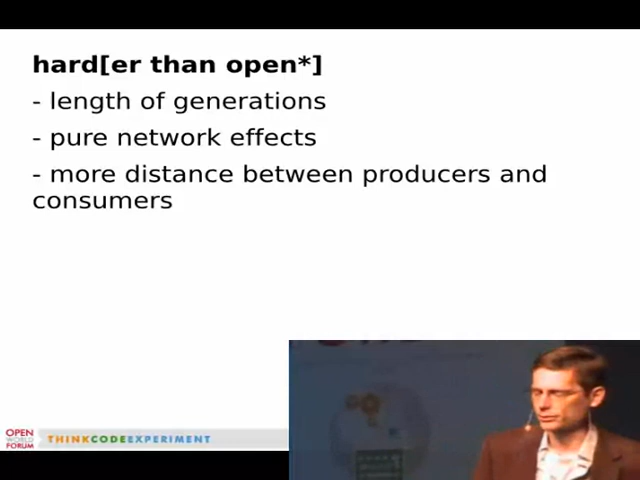 hard[er than open*]
- length of generations
- pure network effects
- more distance between producers and
consumers
OPEN
WORLD
FORUM
THINKCODEEXPERIMENT